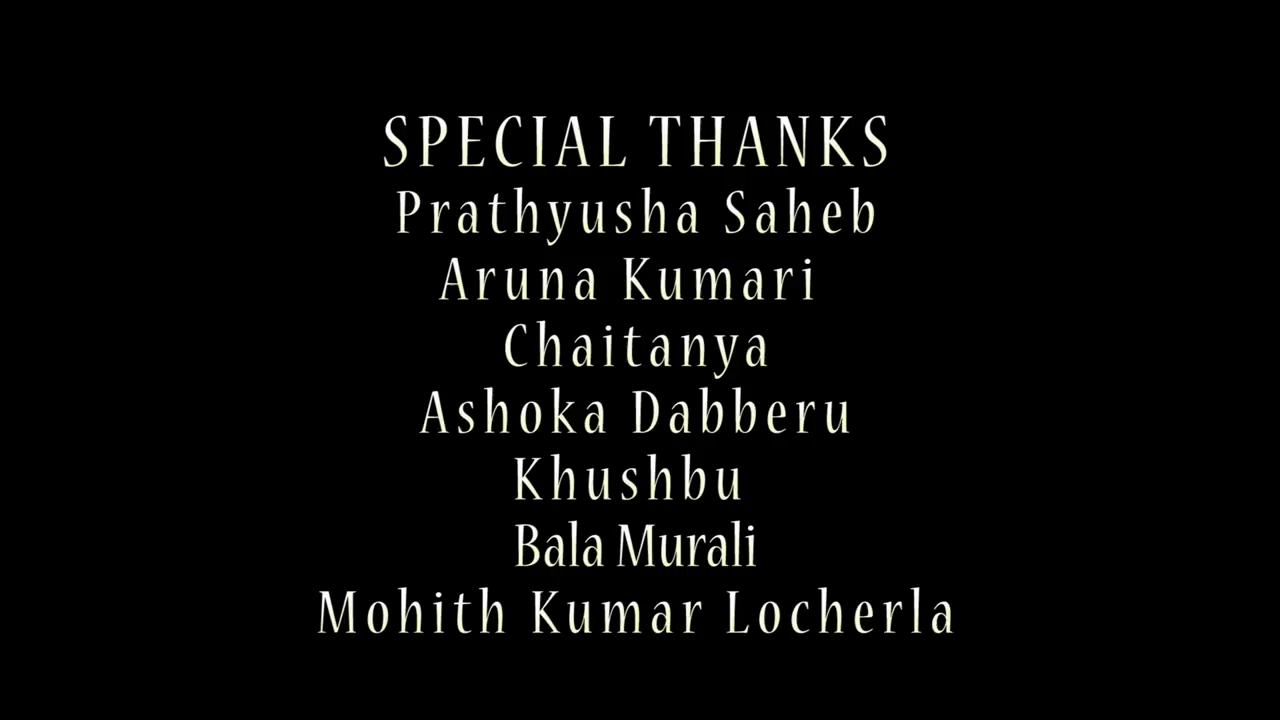 SPECIAL THANKS
Prathyusha Saheb
Aruna Kumari
Chaitanya
Ashoka Dabberu
Khushbu
Bala Murali
Mohith Kumar Locherla